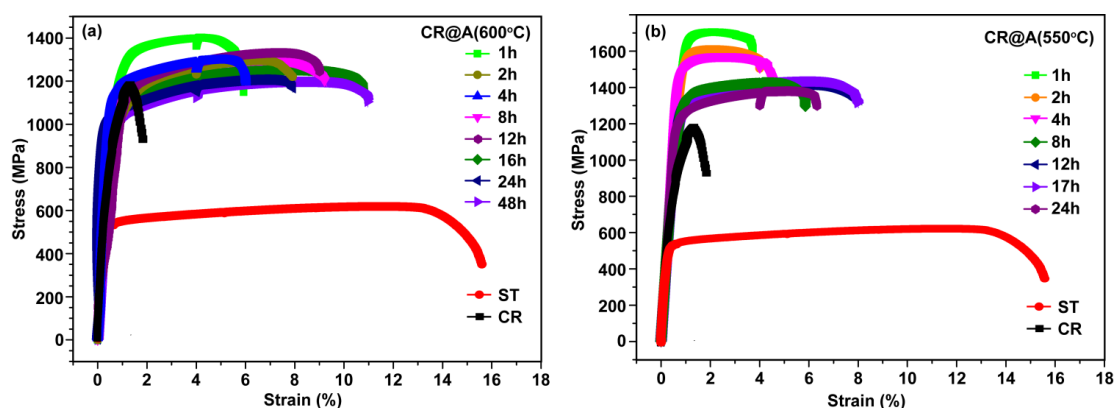 (a)
CR@A(600°C)
1h
2h
4h
8h
12h
16h
24h
48h
ST
CR
Stress (MPa)
1400
1200
1000
800
600
400
200
0
0 2 4 6 8 10 12 14 16 18
Strain (%)
(b)
CR@A(550°C)
1h
2h
4h
8h
12h
17h
24h
ST
CR
Stress (MPa)
1600
1400
1200
1000
800
600
400
200
0
0 2 4 6 8 10 12 14 16 18
Strain (%)